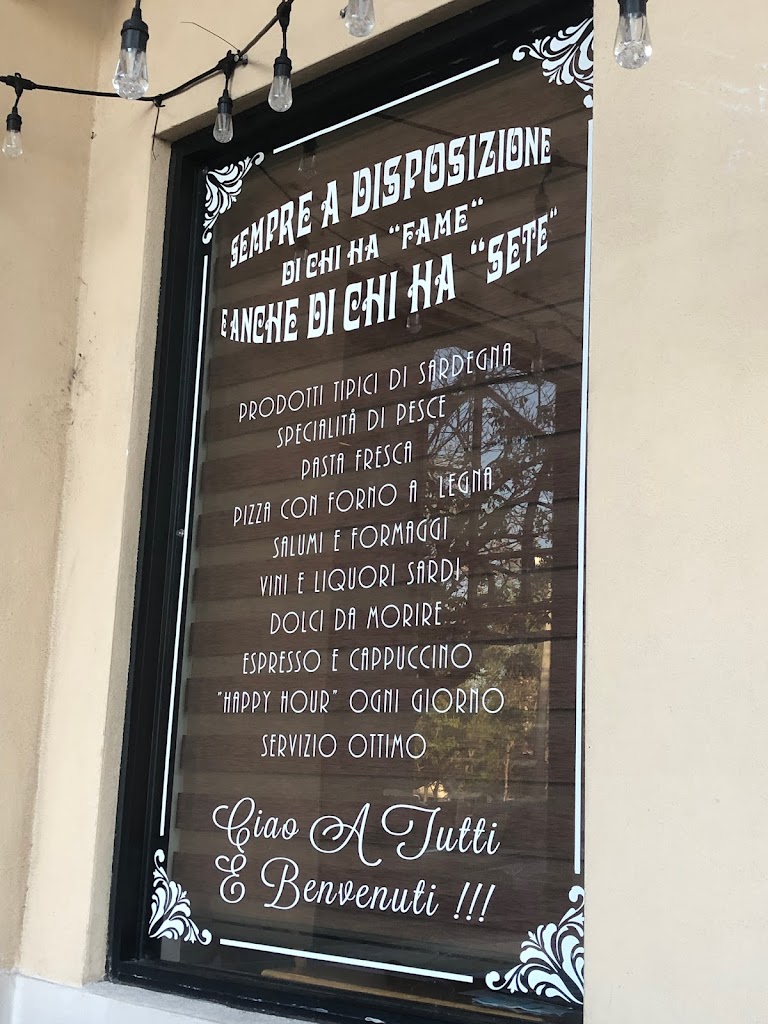 SEMPRE A DISPOSIZIONE
DI CHI HA "FAME"
E ANCHE DI CHI HA "SETE"
PRODOTTI TIPICI DI SARDEGNA
SPECIALITÅ DI PESCE
PASTA FRESCA
PIZZA CON FORNO A LEGNA
SALUMI E FORMAGGI
VINI E LIQUORI SARDI
DOLCI DA MORIRE
ESPRESSO E CAPPUCCINO
"HAPPY HOUR" OGNI GIORNO
SERVIZIO OTTIMO
Ciao A Tutti
E Benvenuti !!!